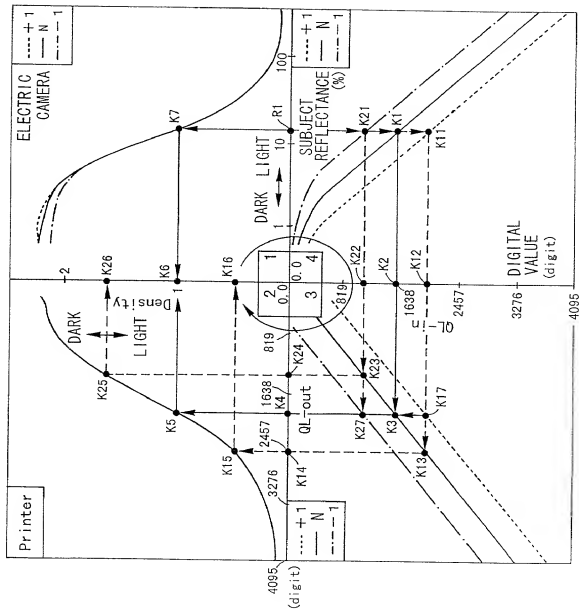 Printer
ELECTRIC
CAMERA
+1
N
-1
2
K26
K6
1
K16
Density
DARK
LIGHT
K25
K5
K15
K7
R1
10
100
1
DARK
LIGHT
SUBJECT
REFLECTANCE
(%)
+1
N
-1
1
2
3
4
0.0
0.0
4095
(digit)
3276
2457
1638
819
K14
K4
K24
QL-out
+1
N
-1
K21
K1
K11
K22
K2
K12
K23
K27
K3
K17
K13
819
1638
QL-in
2457
3276
4095
DIGITAL
VALUE
(digit)